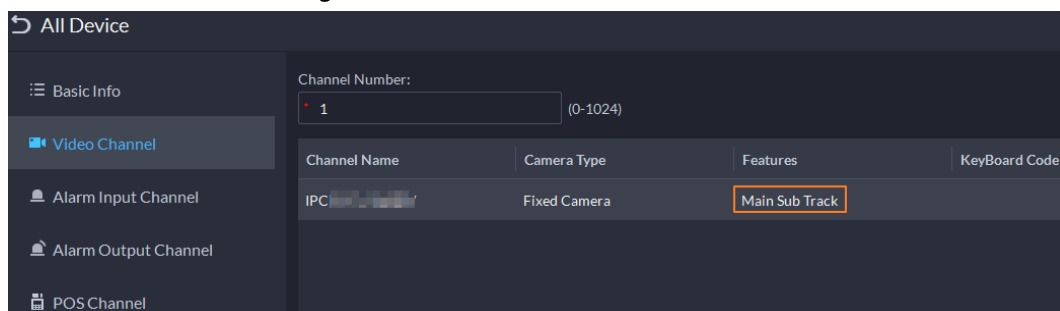 All Device
Basic Info
Video Channel
Alarm Input Channel
Alarm Output Channel
POS Channel
Channel Number:
* 1 (0-1024)
Channel Name Camera Type Features KeyBoard Code
IPC Fixed Camera Main Sub Track